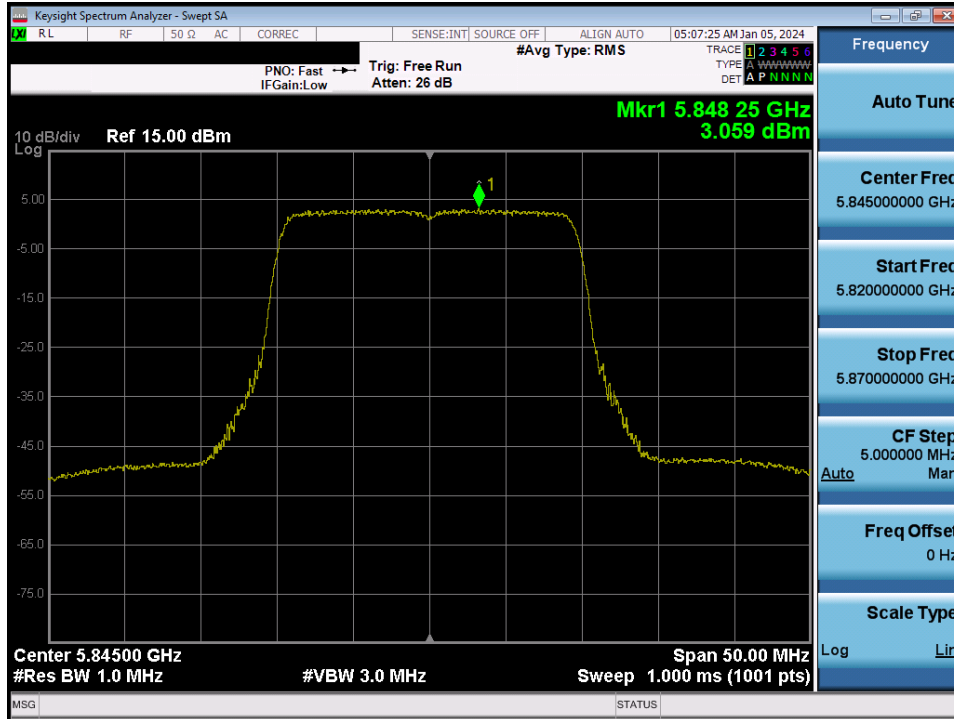 Keysight Spectrum Analyzer - Swept SA
LXI RL RF 50 Ω AC CORREC SENSE:INT SOURCE OFF ALIGN AUTO 05:07:25 AM Jan 05, 2024
#Avg Type: RMS TRACE 1 2 3 4 5 6
PNO: Fast Trig: Free Run TYPE A WWWWW
IFGain:Low Atten: 26 dB DET A P N N N N
Mkr1 5.848 25 GHz
3.059 dBm
10 dB/div Ref 15.00 dBm
Log
1
5.00
-5.00
-15.0
-25.0
-35.0
-45.0
-55.0
-65.0
-75.0
Center 5.84500 GHz Span 50.00 MHz
#Res BW 1.0 MHz #VBW 3.0 MHz Sweep 1.000 ms (1001 pts)
MSG STATUS
Frequency
Auto Tune
Center Freq
5.845000000 GHz
Start Freq
5.820000000 GHz
Stop Freq
5.870000000 GHz
CF Step
5.000000 MHz
Auto Man
Freq Offset
0 Hz
Scale Type
Log Lin